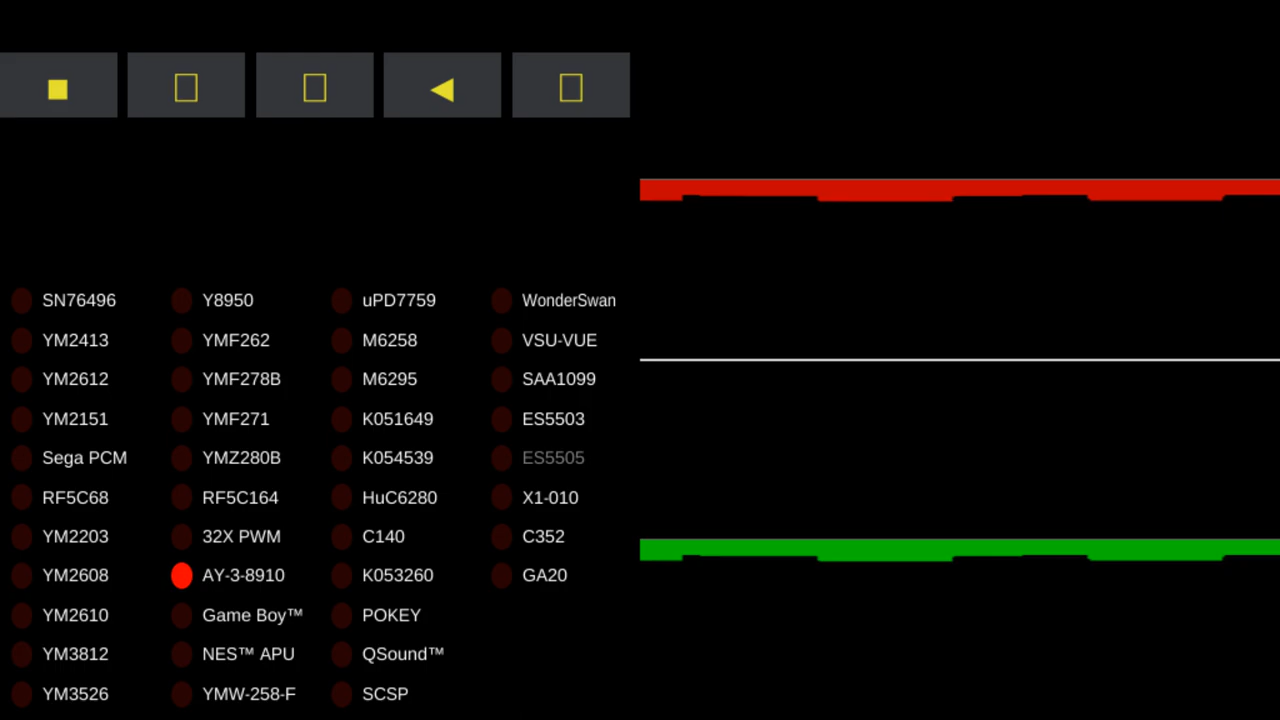 SN76496 Y8950 uPD7759 WonderSwan
YM2413 YMF262 M6258 VSU-VUE
YM2612 YMF278B M6295 SAA1099
YM2151 YMF271 K051649 ES5503
Sega PCM YMZ280B K054539 ES5505
RF5C68 RF5C164 HuC6280 X1-010
YM2203 32X PWM C140 C352
YM2608 AY-3-8910 K053260 GA20
YM2610 Game Boy™ POKEY
YM3812 NES™ APU QSound™
YM3526 YMW-258-F SCSP